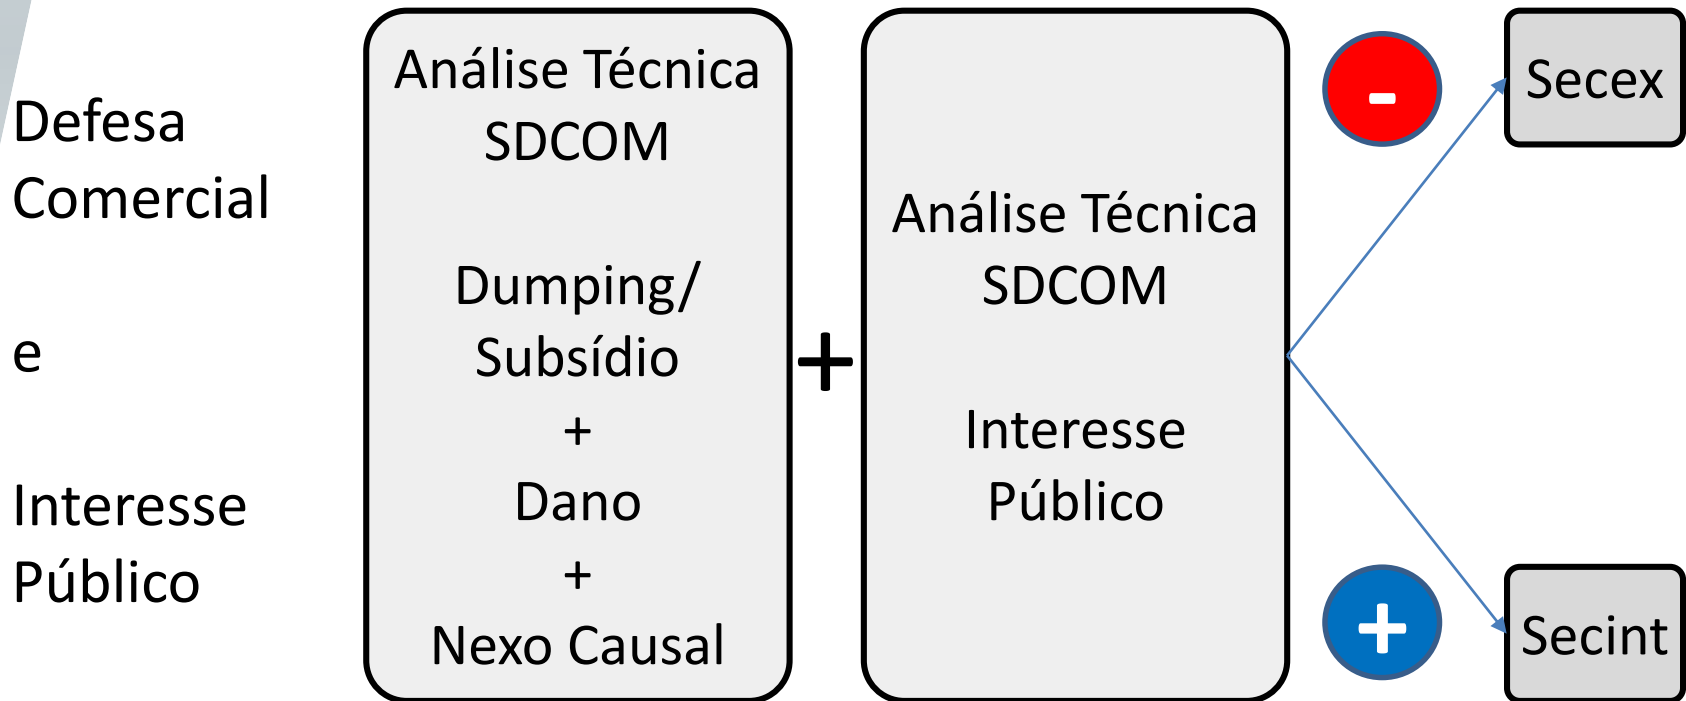 Defesa
Comercial
e
Interesse
Público
Análise Técnica
SDCOM
Dumping/
Subsídio
+
Dano
+
Nexo Causal
+
Análise Técnica
SDCOM
Interesse
Público
-
Secex
+
Secint